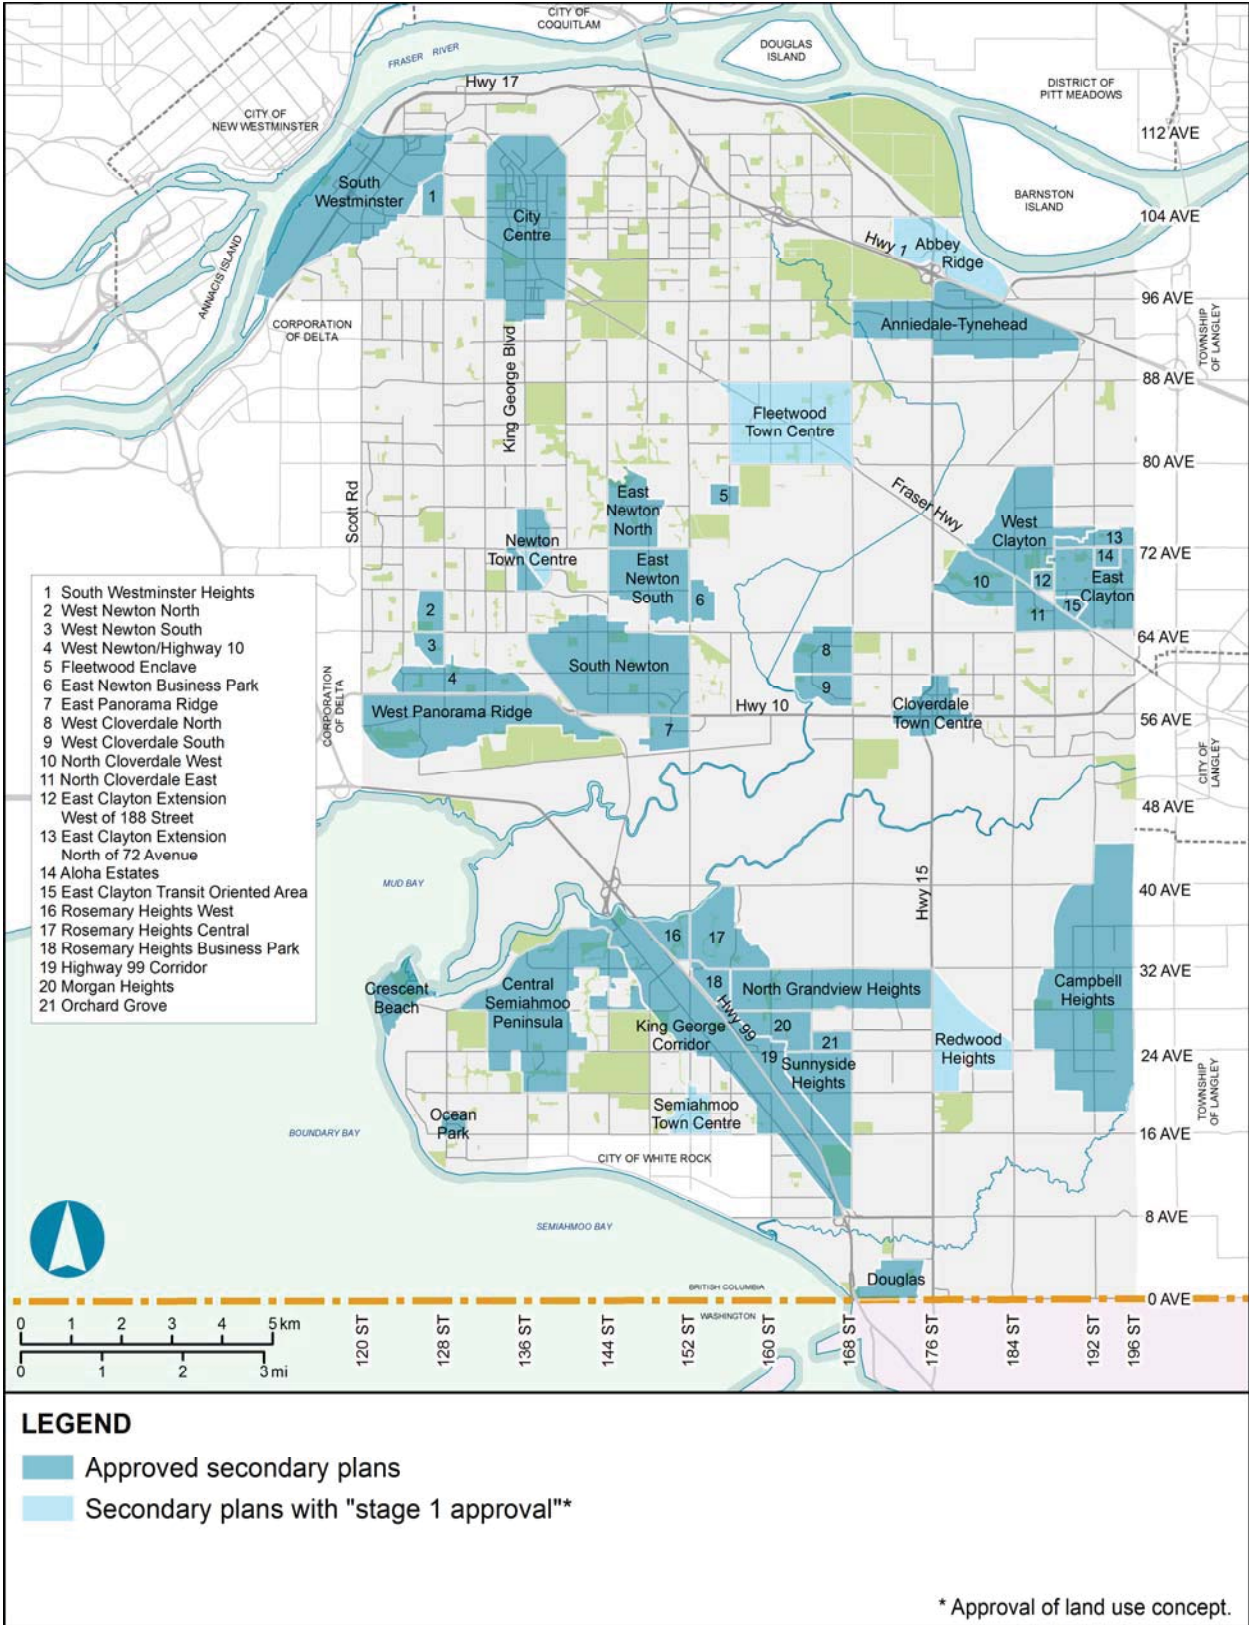 CITY OF
COQUITLAM
DOUGLAS
ISLAND
FRASER RIVER
Hwy 17
DISTRICT OF
PITT MEADOWS
CITY OF
NEW WESTMINSTER
112 AVE
South
Westminster
1
City
Centre
BARNSTON
ISLAND
104 AVE
Hwy 1
Abbey
Ridge
ANNACIS ISLAND
96 AVE
CORPORATION
OF DELTA
Anniedale-Tynehead
TOWNSHIP
OF LANGLEY
King George Blvd
88 AVE
Fleetwood
Town Centre
80 AVE
Scott Rd
East
Newton
North
5
Fraser Hwy
West
Clayton
13
Newton
Town Centre
72 AVE
14
East
Newton
South
10
12
East
Clayton
6
15
11
2
64 AVE
3
8
South Newton
4
9
CORPORATION
OF DELTA
West Panorama Ridge
Hwy 10
Cloverdale
Town Centre
56 AVE
7
CITY OF
LANGLEY
48 AVE
1 South Westminster Heights
2 West Newton North
3 West Newton South
4 West Newton/Highway 10
5 Fleetwood Enclave
6 East Newton Business Park
7 East Panorama Ridge
8 West Cloverdale North
9 West Cloverdale South
10 North Cloverdale West
11 North Cloverdale East
12 East Clayton Extension
West of 188 Street
13 East Clayton Extension
North of 72 Avenue
14 Aloha Estates
15 East Clayton Transit Oriented Area
16 Rosemary Heights West
17 Rosemary Heights Central
18 Rosemary Heights Business Park
19 Highway 99 Corridor
20 Morgan Heights
21 Orchard Grove
MUD BAY
Hwy 15
40 AVE
16
17
32 AVE
Crescent
Beach
Central
Semiahmoo
Peninsula
18
North Grandview Heights
Campbell
Heights
King George
Corridor
Hwy 99
20
21
Redwood
Heights
19
Sunnyside
Heights
24 AVE
Ocean
Park
Semiahmoo
Town Centre
TOWNSHIP
OF LANGLEY
BOUNDARY BAY
16 AVE
CITY OF WHITE ROCK
SEMIAHMOO BAY
8 AVE
Douglas
BRITISH COLUMBIA
0 AVE
WASHINGTON
0 1 2 3 4 5 km
0 1 2 3 mi
120 ST
128 ST
136 ST
144 ST
152 ST
160 ST
168 ST
176 ST
184 ST
192 ST
196 ST
LEGEND
Approved secondary plans
Secondary plans with "stage 1 approval"*
* Approval of land use concept.